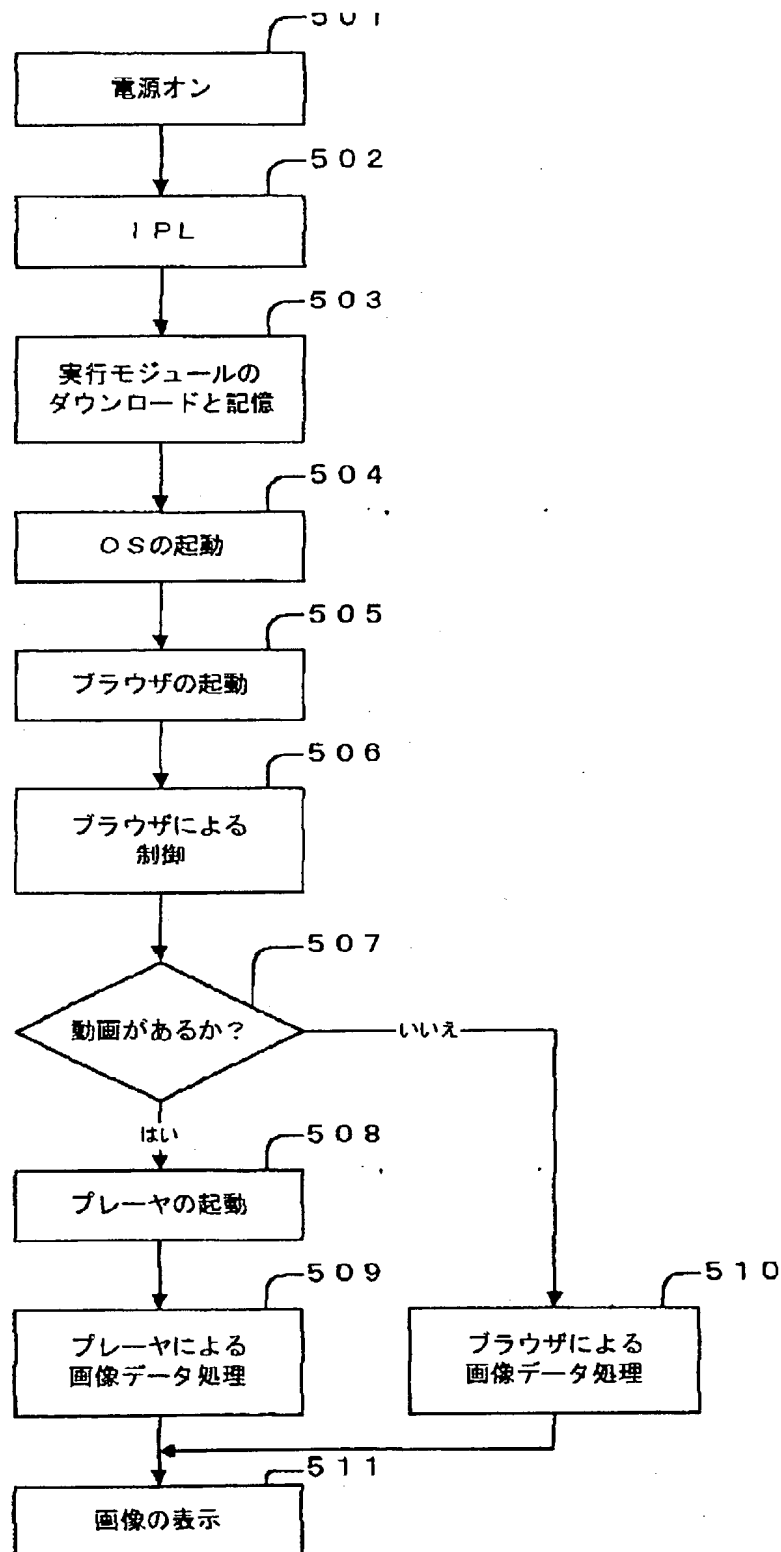 501
電源オン
502
IPL
503
実行モジュールの
ダウンロードと記憶
504
OSの起動
505
ブラウザの起動
506
ブラウザによる
制御
507
動画があるか？
いいえ
はい
508
プレーヤの起動
509
プレーヤによる
画像データ処理
510
ブラウザによる
画像データ処理
511
画像の表示